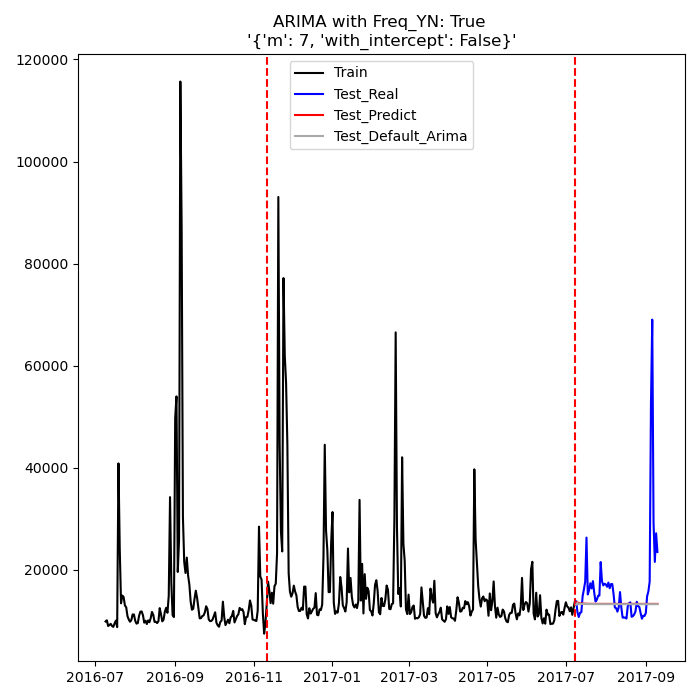 ARIMA with Freq_YN: True
'{'m': 7, 'with_intercept': False}'
120000
100000
80000
60000
40000
20000
Train
Test_Real
Test_Predict
Test_Default_Arima
2016-07 2016-09 2016-11 2017-01 2017-03 2017-05 2017-07 2017-09